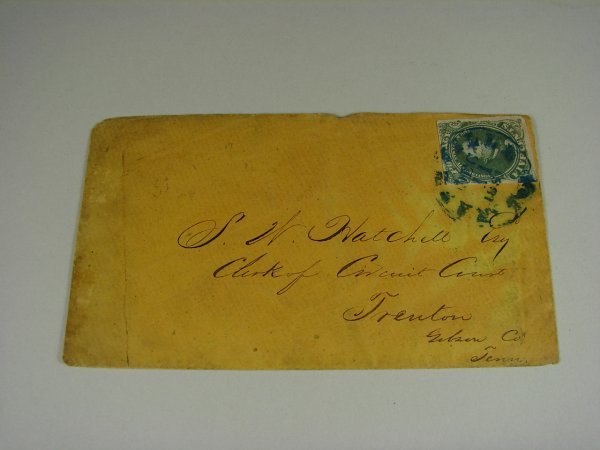 S. W. Hatchell Esq
Clerk of Circuit Court
Trenton
Gibson Co
Tenn.